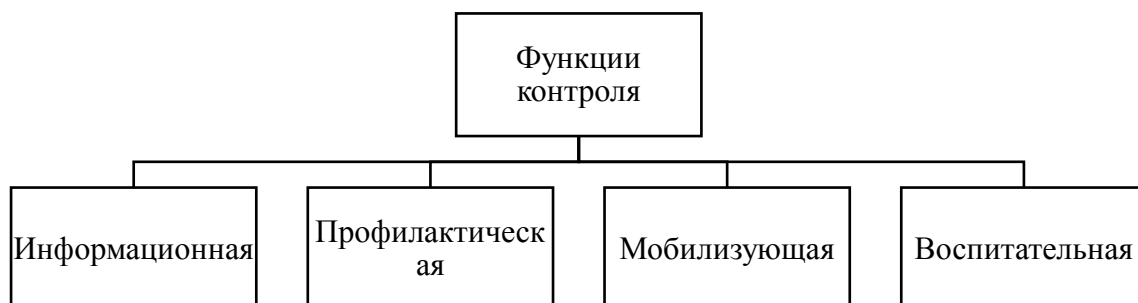 Функции
контроля
Информационная
Профилактическ
ая
Мобилизующая
Воспитательная